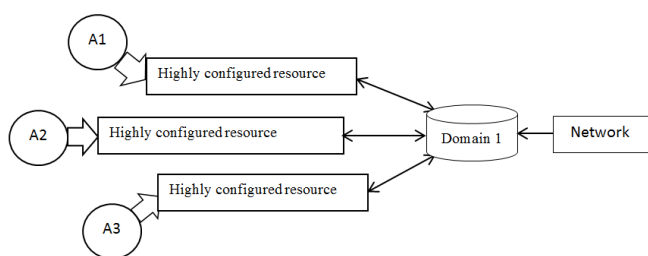 A1
Highly configured resource
A2
Highly configured resource
Domain 1
Network
Highly configured resource
A3